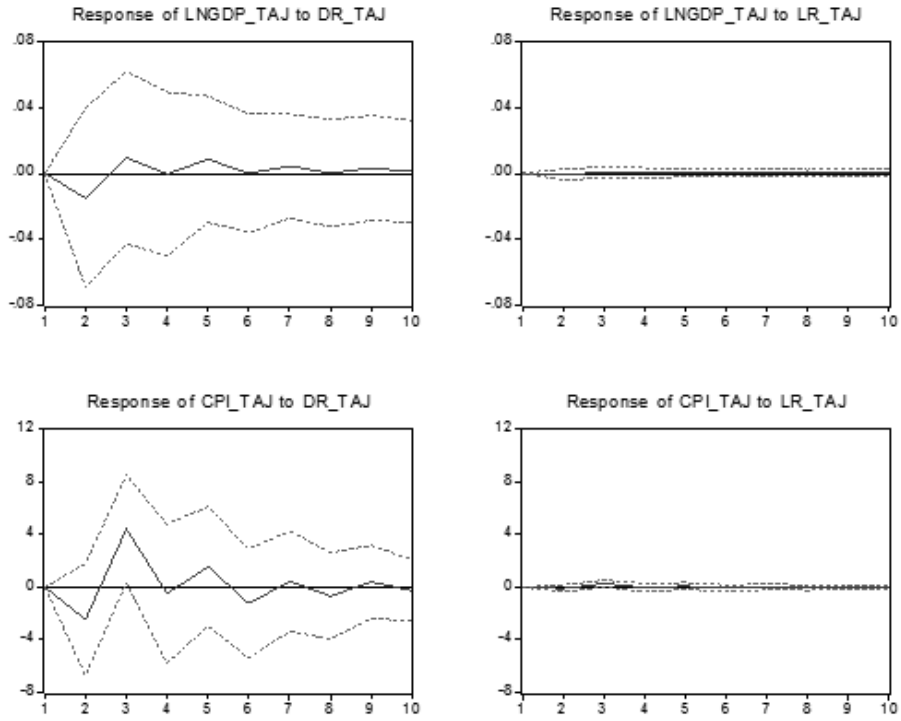 Response of LNGDP_TAJ to DR_TAJ
.08
.04
.00
-.04
-.08
1 2 3 4 5 6 7 8 9 10
Response of LNGDP_TAJ to LR_TAJ
.08
.04
.00
-.04
-.08
1 2 3 4 5 6 7 8 9 10
Response of CPI_TAJ to DR_TAJ
12
8
4
0
-4
-8
1 2 3 4 5 6 7 8 9 10
Response of CPI_TAJ to LR_TAJ
12
8
4
0
-4
-8
1 2 3 4 5 6 7 8 9 10